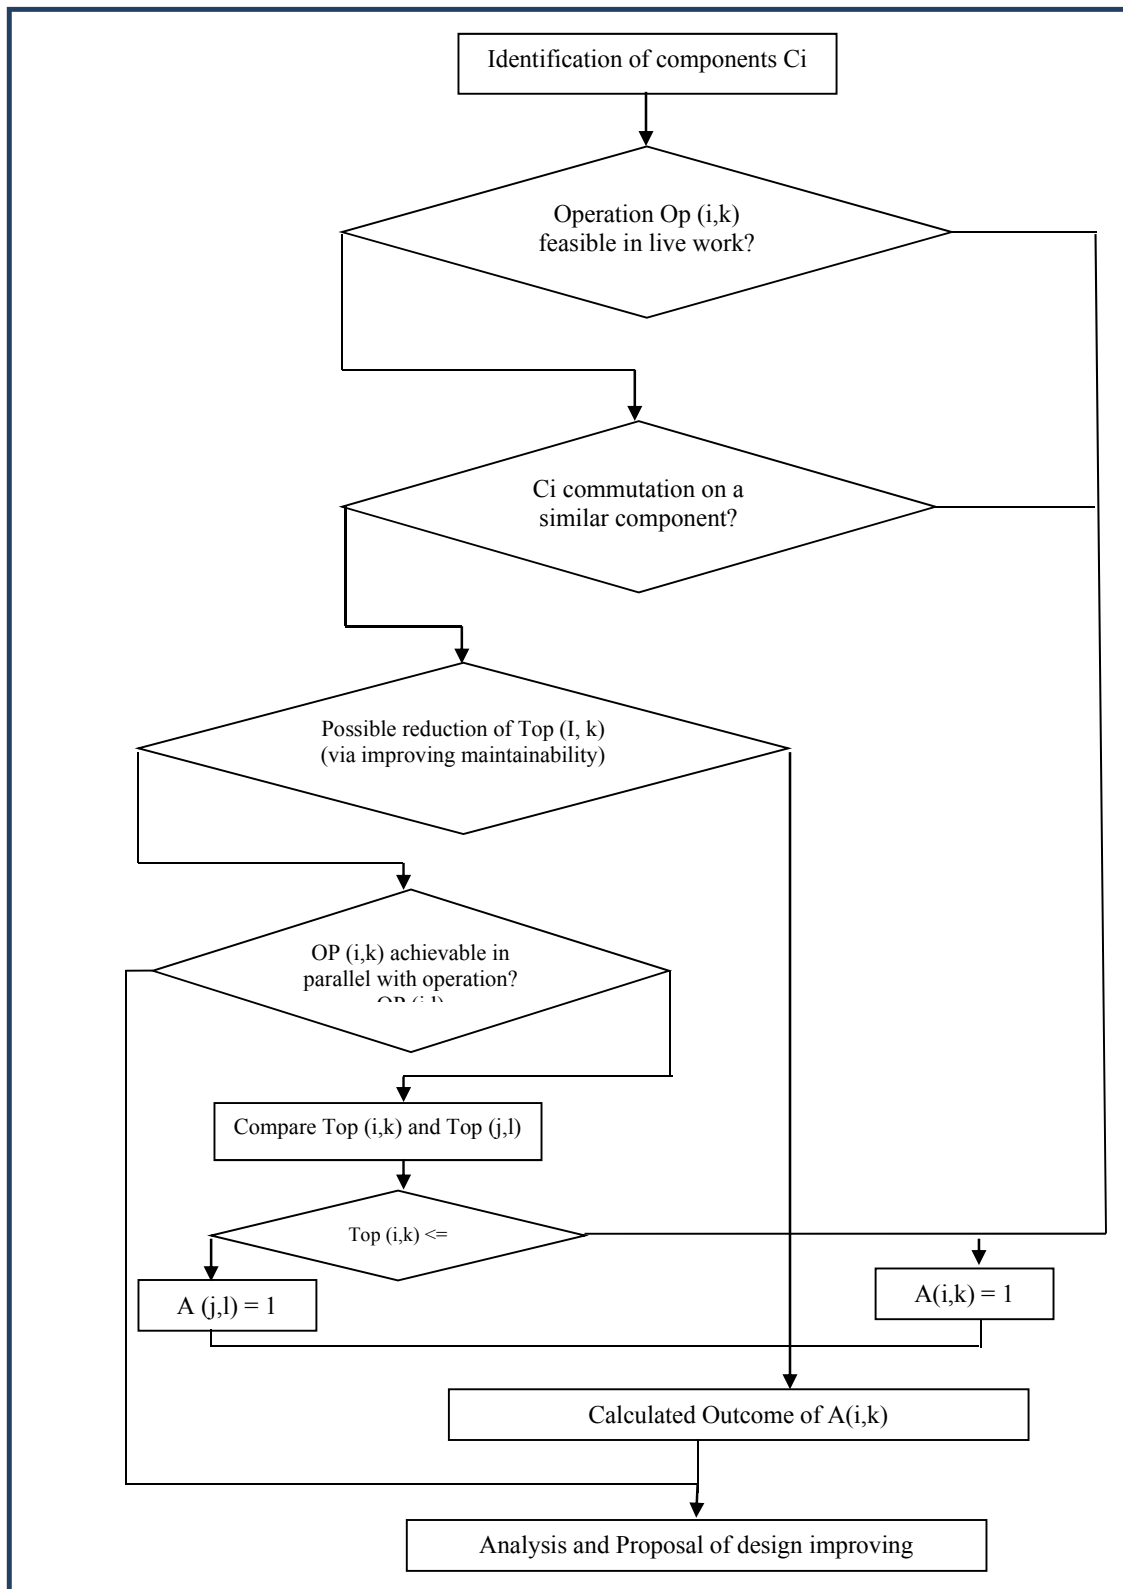 Identification of components Ci
Operation Op (i,k)
feasible in live work?
Ci commutation on a
similar component?
Possible reduction of Top (I, k)
(via improving maintainability)
OP (i,k) achievable in
parallel with operation?
Compare Top (i,k) and Top (j,l)
Top (i,k) <=
A (j,l) = 1
A(i,k) = 1
Calculated Outcome of A(i,k)
Analysis and Proposal of design improving